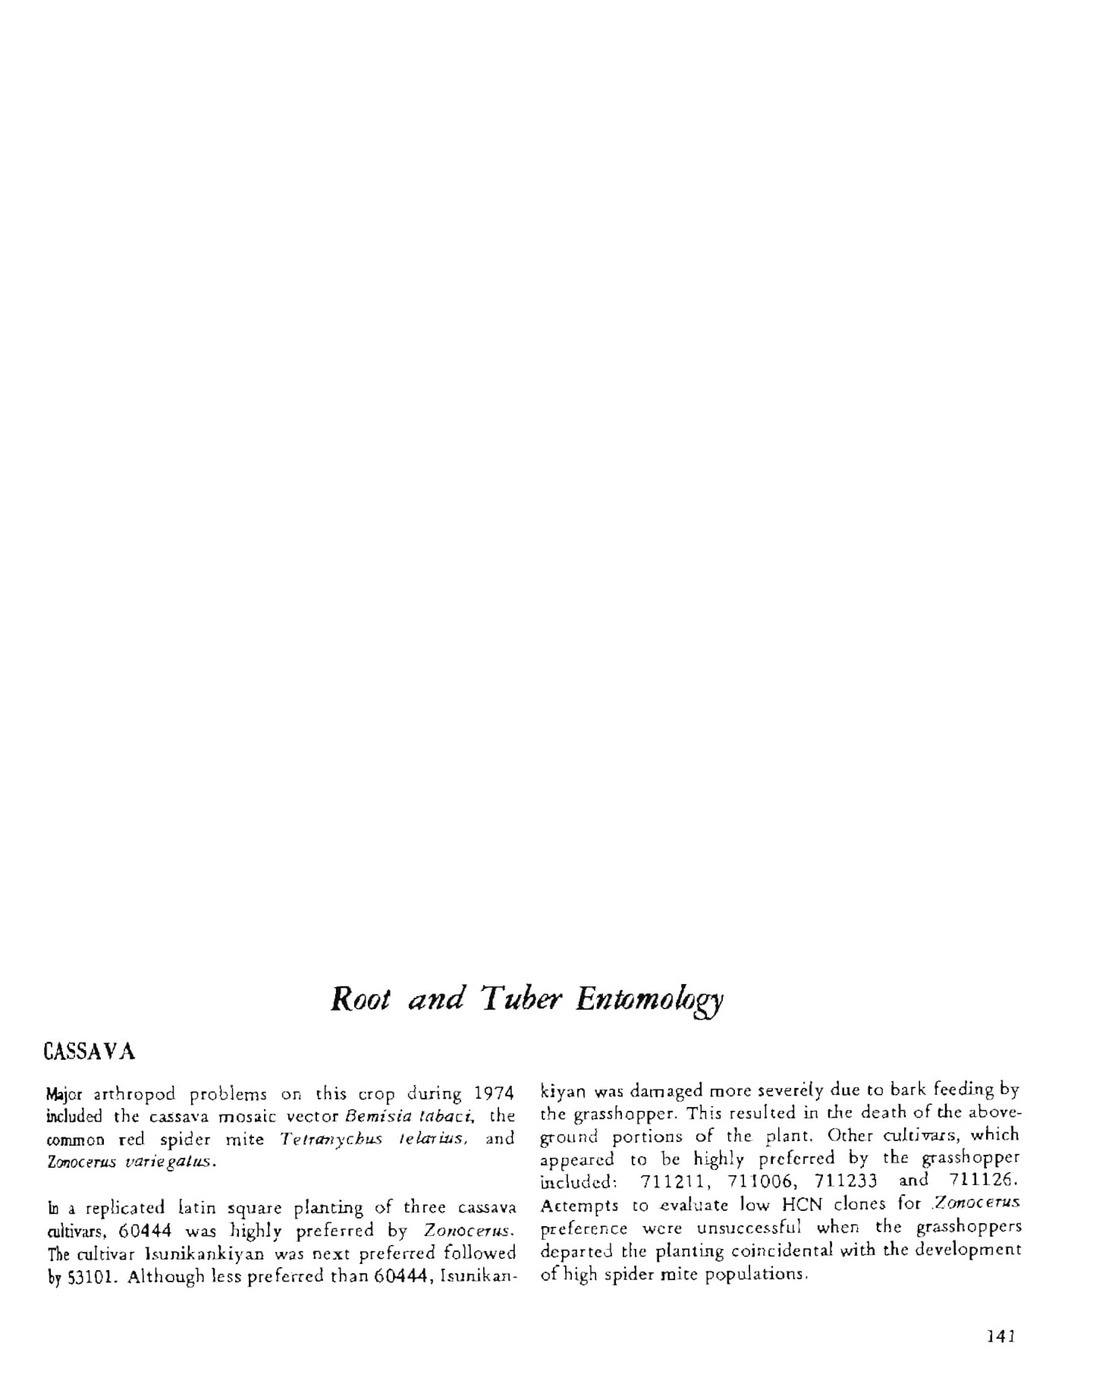 Root and Tuber Entomology
CASSAVA
Major arthropod problems on this crop during 1974
included the cassava mosaic vector Bemisia tabaci, the
common red spider mite Tetranychus telarius, and
Zonocerus variegatus.
In a replicated latin square planting of three cassava
cultivars, 60444 was highly preferred by Zonocerus.
The cultivar Isunikankiyan was next preferred followed
by 53101. Although less preferred than 60444, Isunikan-
kiyan was damaged more severely due to bark feeding by
the grasshopper. This resulted in the death of the above-
ground portions of the plant. Other cultivars, which
appeared to be highly preferred by the grasshopper
included: 711211, 711006, 711233 and 711126.
Attempts to evaluate low HCN clones for Zonocerus
preference were unsuccessful when the grasshoppers
departed the planting coincidental with the development
of high spider mite populations.
141